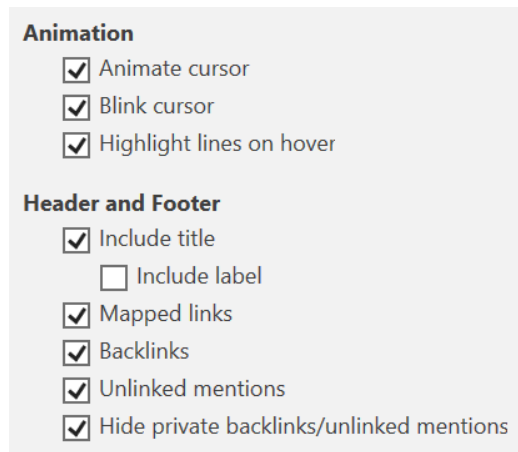 Animation
Animate cursor
Blink cursor
Highlight lines on hover
Header and Footer
Include title
Include label
Mapped links
Backlinks
Unlinked mentions
Hide private backlinks/unlinked mentions